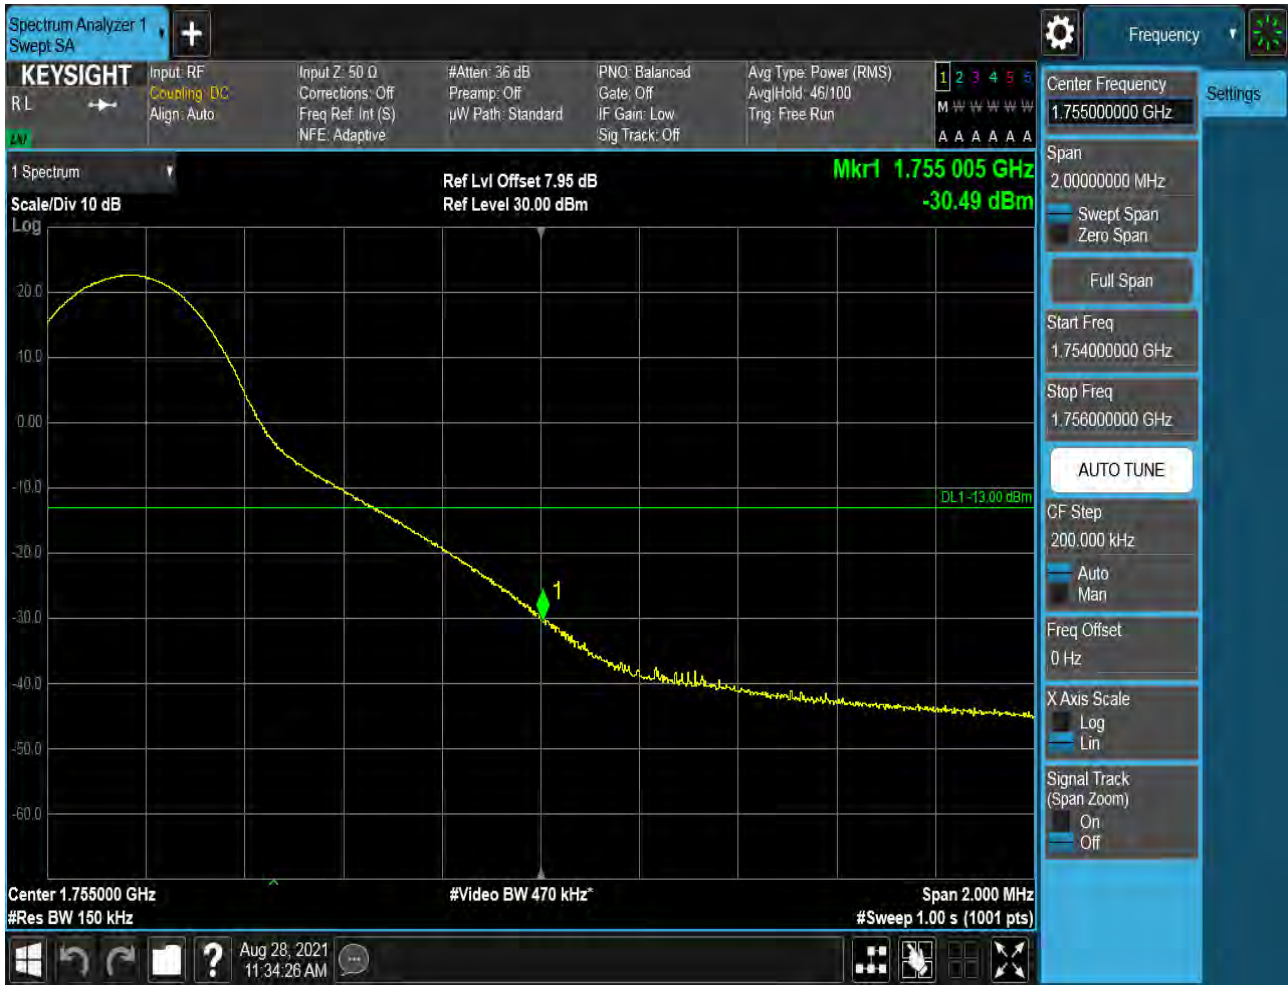 Spectrum Analyzer 1
Swept SA
+
Frequency
KEYSIGHT
R L
LNI
Input: RF
Coupling: DC
Align: Auto
Input Z: 50 Ω
Corrections: Off
Freq Ref: Int (S)
NFE: Adaptive
#Atten: 36 dB
Preamp: Off
µW Path: Standard
PNO: Balanced
Gate: Off
IF Gain: Low
Sig Track: Off
Avg Type: Power (RMS)
Avg|Hold: 46/100
Trig: Free Run
1 2 3 4 5 6
M W W W W W
A A A A A A
1 Spectrum
Scale/Div 10 dB
Log
Ref Lvl Offset 7.95 dB
Ref Level 30.00 dBm
Mkr1 1.755 005 GHz
-30.49 dBm
20.0
10.0
0.00
-10.0
-20.0
-30.0
-40.0
-50.0
-60.0
DL1 -13.00 dBm
1
Center 1.755000 GHz
#Res BW 150 kHz
#Video BW 470 kHz*
Span 2.000 MHz
#Sweep 1.00 s (1001 pts)
?
Aug 28, 2021
11:34:26 AM
Center Frequency
1.755000000 GHz
Settings
Span
2.00000000 MHz
Swept Span
Zero Span
Full Span
Start Freq
1.754000000 GHz
Stop Freq
1.756000000 GHz
AUTO TUNE
CF Step
200.000 kHz
Auto
Man
Freq Offset
0 Hz
X Axis Scale
Log
Lin
Signal Track
(Span Zoom)
On
Off